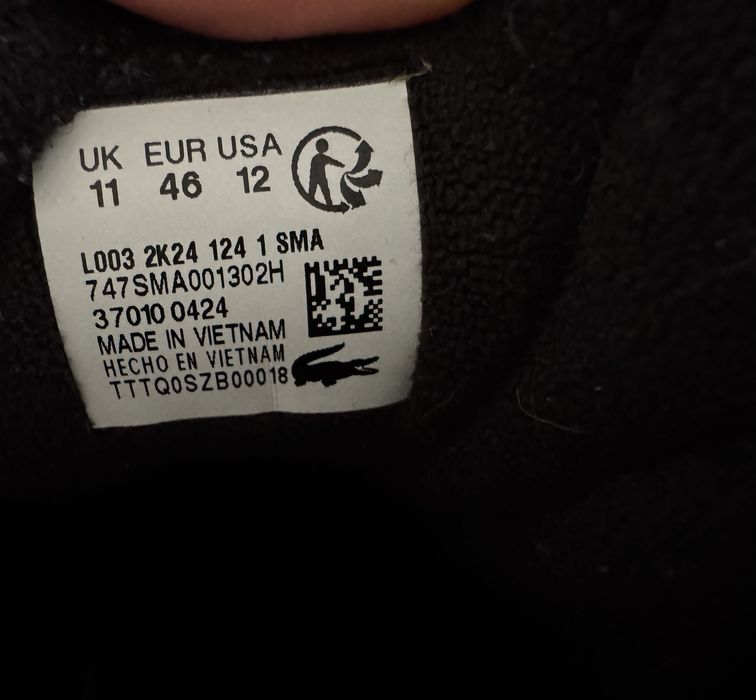 UK EUR USA
11 46 12
L003 2K24 124 1 SMA
747SMA001302H
37010 0424
MADE IN VIETNAM
HECHO EN VIETNAM
TTTQ0SZB00018